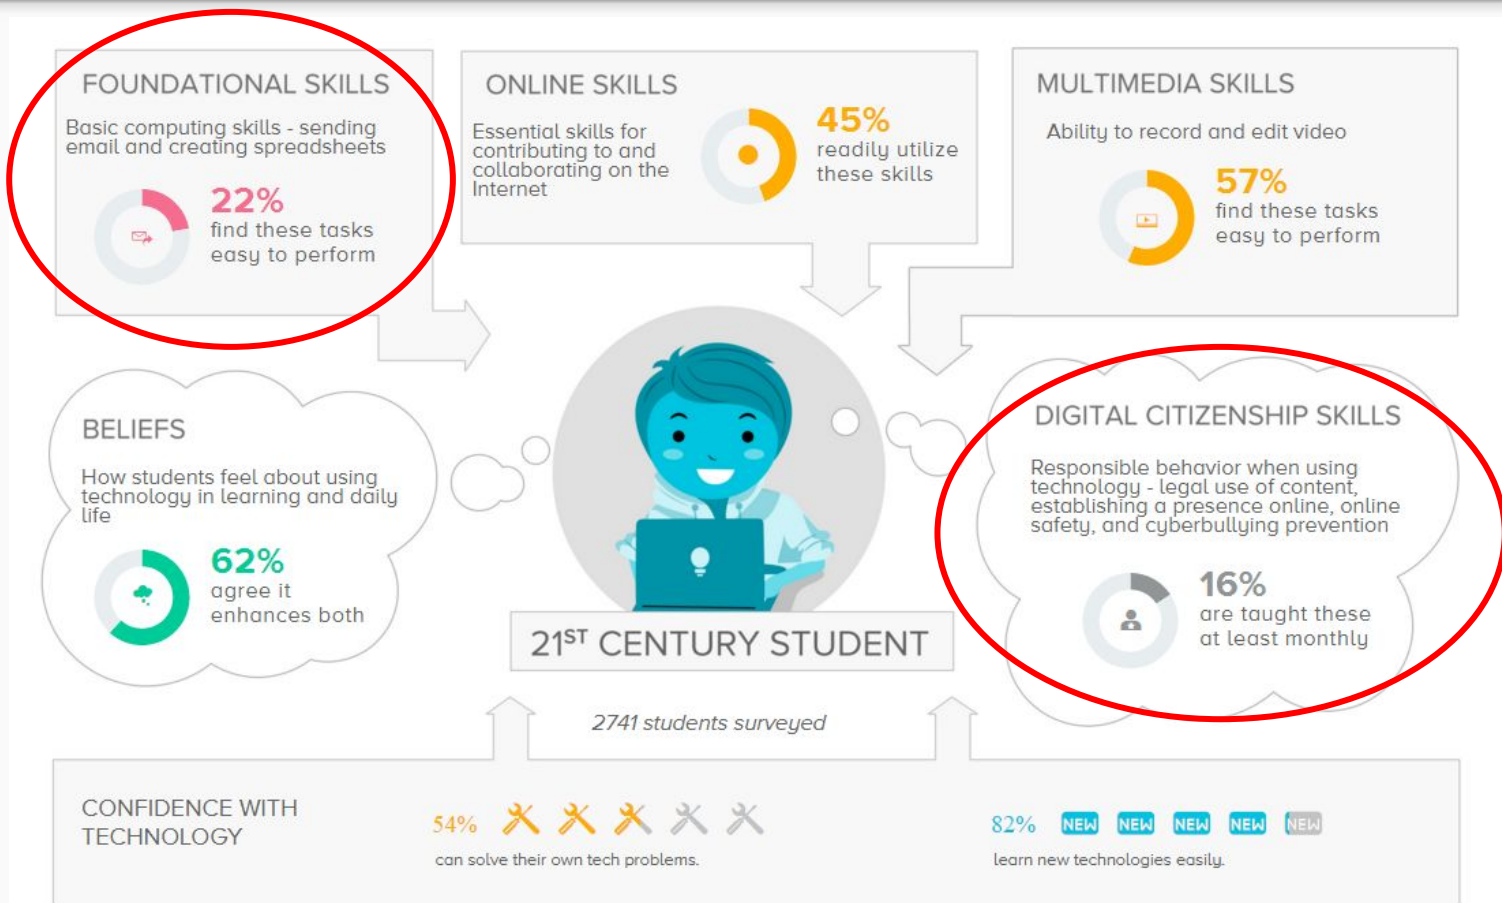 FOUNDATIONAL SKILLS
Basic computing skills - sending
email and creating spreadsheets
22%
find these tasks
easy to perform
ONLINE SKILLS
Essential skills for
contributing to and
collaborating on the
Internet
45%
readily utilize
these skills
MULTIMEDIA SKILLS
Ability to record and edit video
57%
find these tasks
easy to perform
BELIEFS
How students feel about using
technology in learning and daily
life
62%
agree it
enhances both
DIGITAL CITIZENSHIP SKILLS
Responsible behavior when using
technology - legal use of content,
establishing a presence online, online
safety, and cyberbullying prevention
16%
are taught these
at least monthly
21ST CENTURY STUDENT
2741 students surveyed
CONFIDENCE WITH
TECHNOLOGY
54%
can solve their own tech problems.
82% NEW NEW NEW NEW NEW
learn new technologies easily.